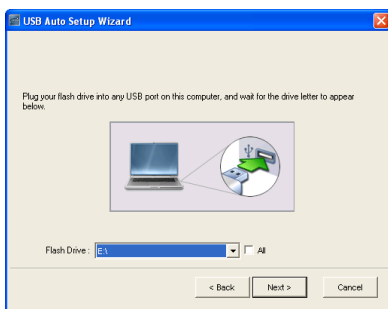 USB Auto Setup Wizard
Plug your flash drive into any USB port on this computer, and wait for the drive letter to appear
below.
Flash Drive : E:\ All
< Back Next > Cancel